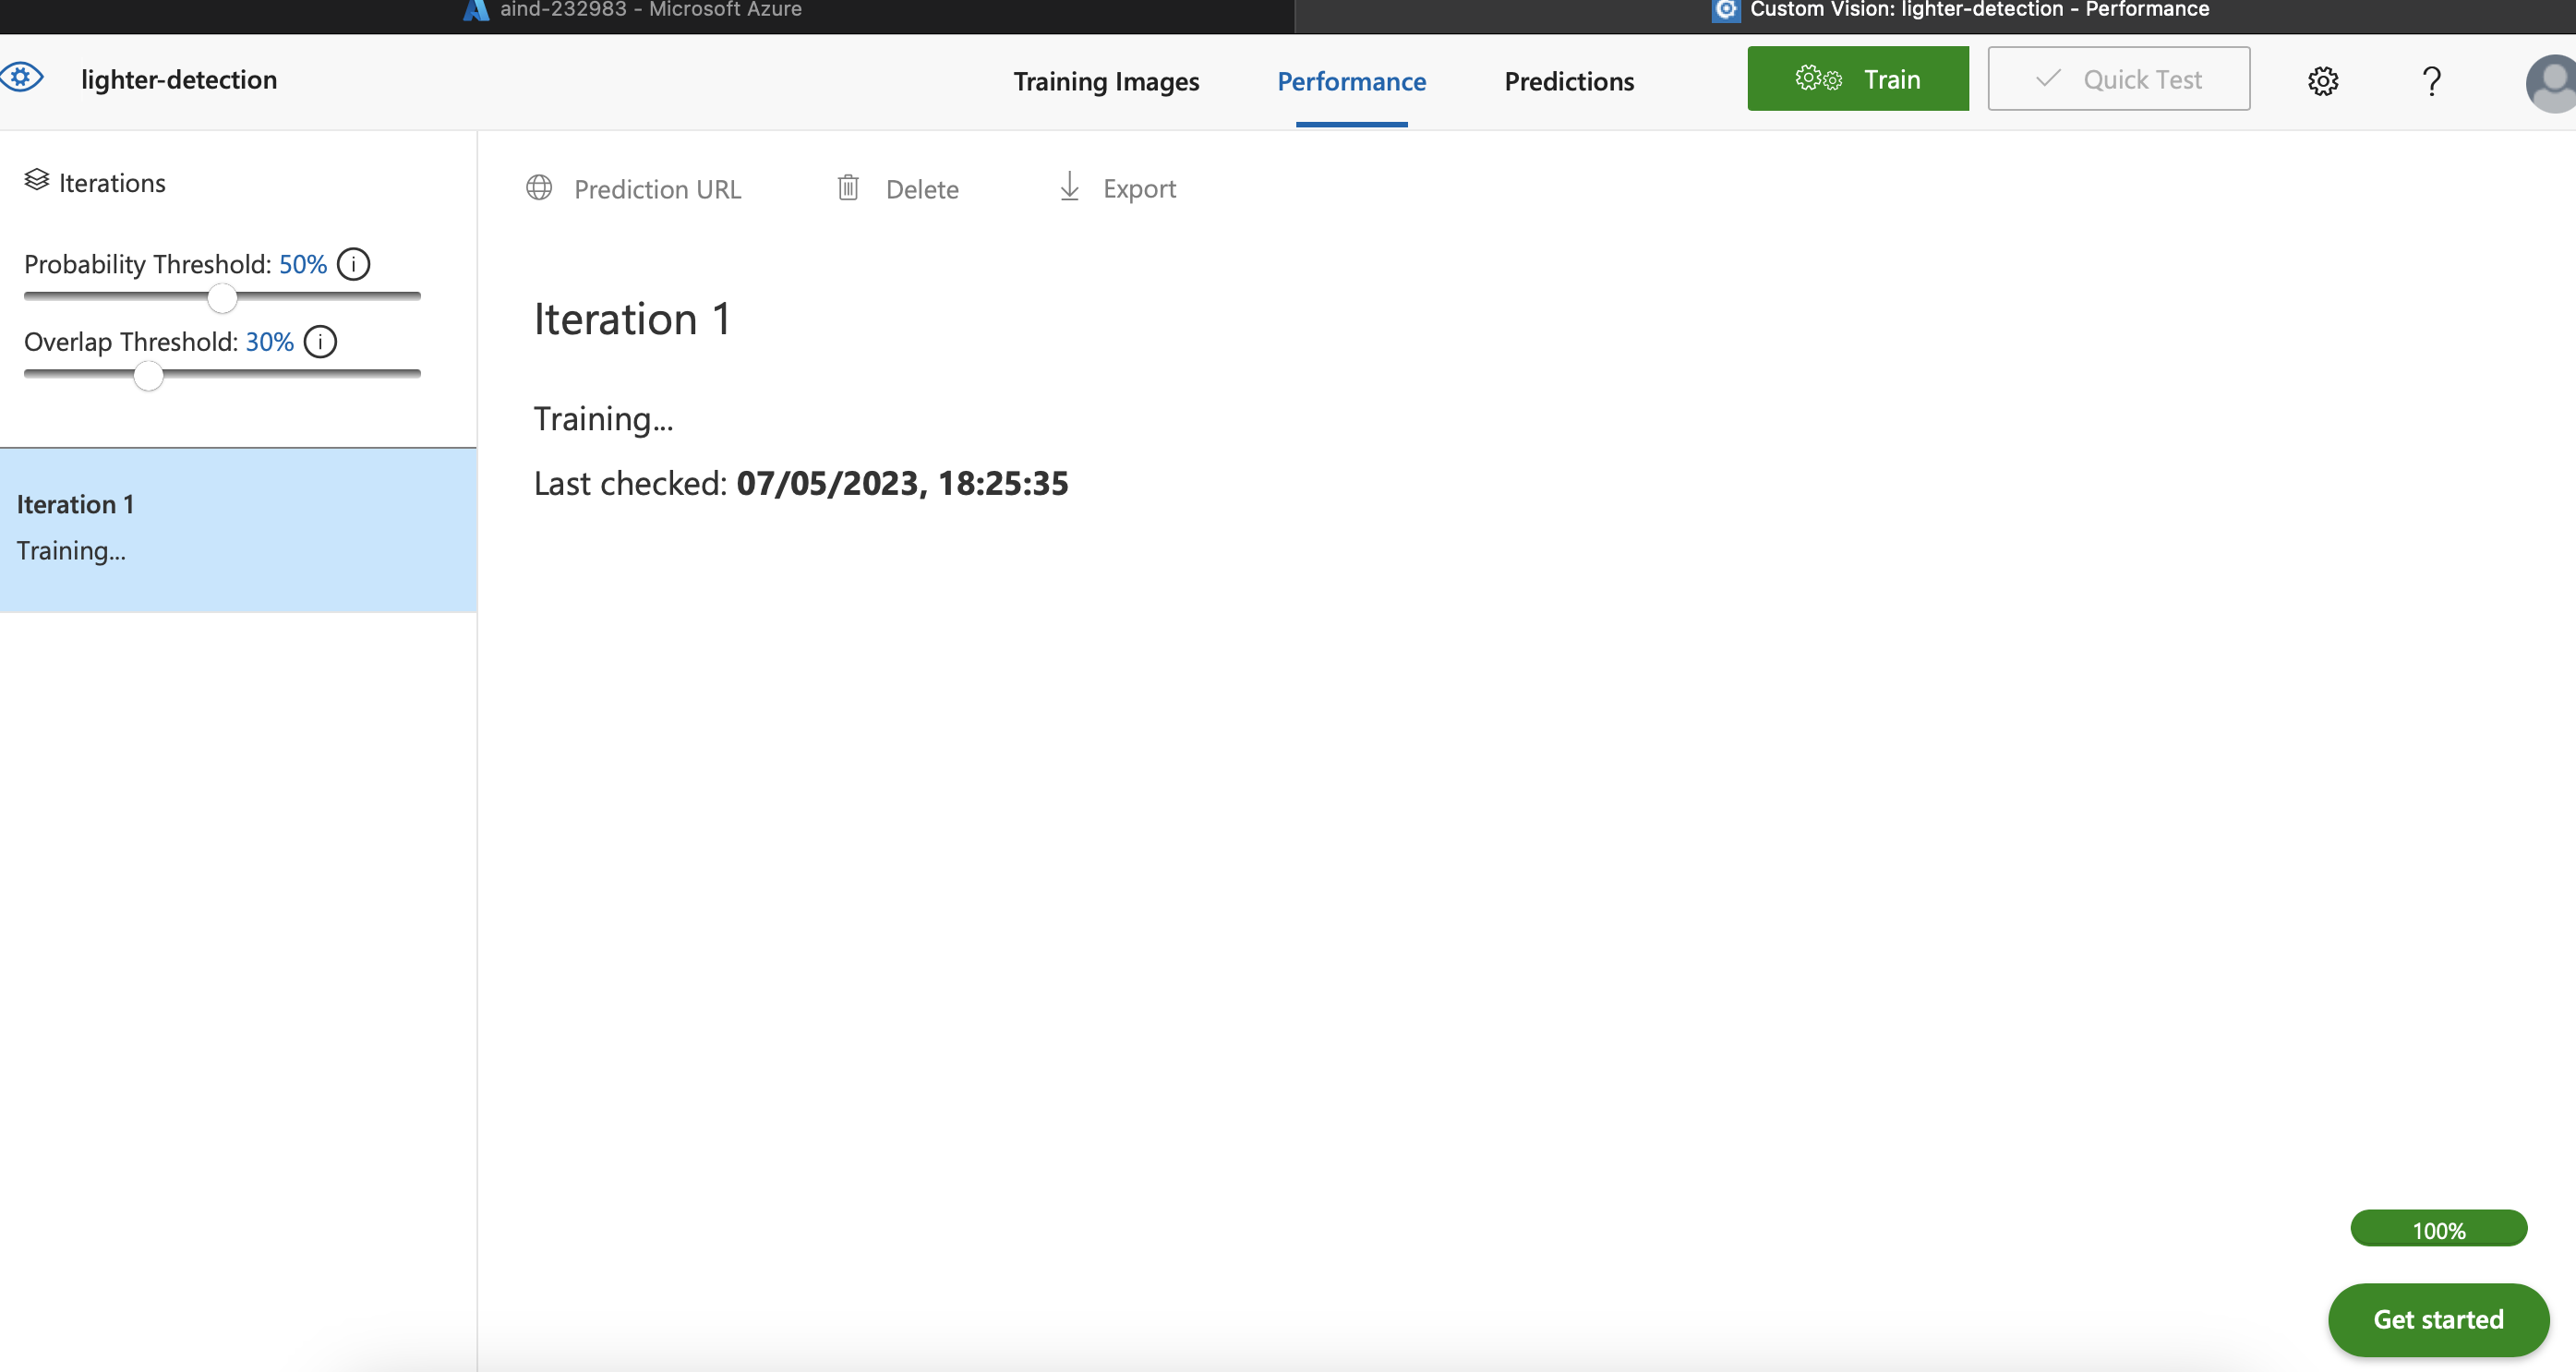 aind-232983 - Microsoft Azure
Custom Vision: lighter-detection - Performance
lighter-detection
Training Images
Performance
Predictions
Train
Quick Test
?
Iterations
Probability Threshold: 50%
Overlap Threshold: 30%
Iteration 1
Training...
Prediction URL
Delete
Export
Iteration 1
Training...
Last checked: 07/05/2023, 18:25:35
100%
Get started